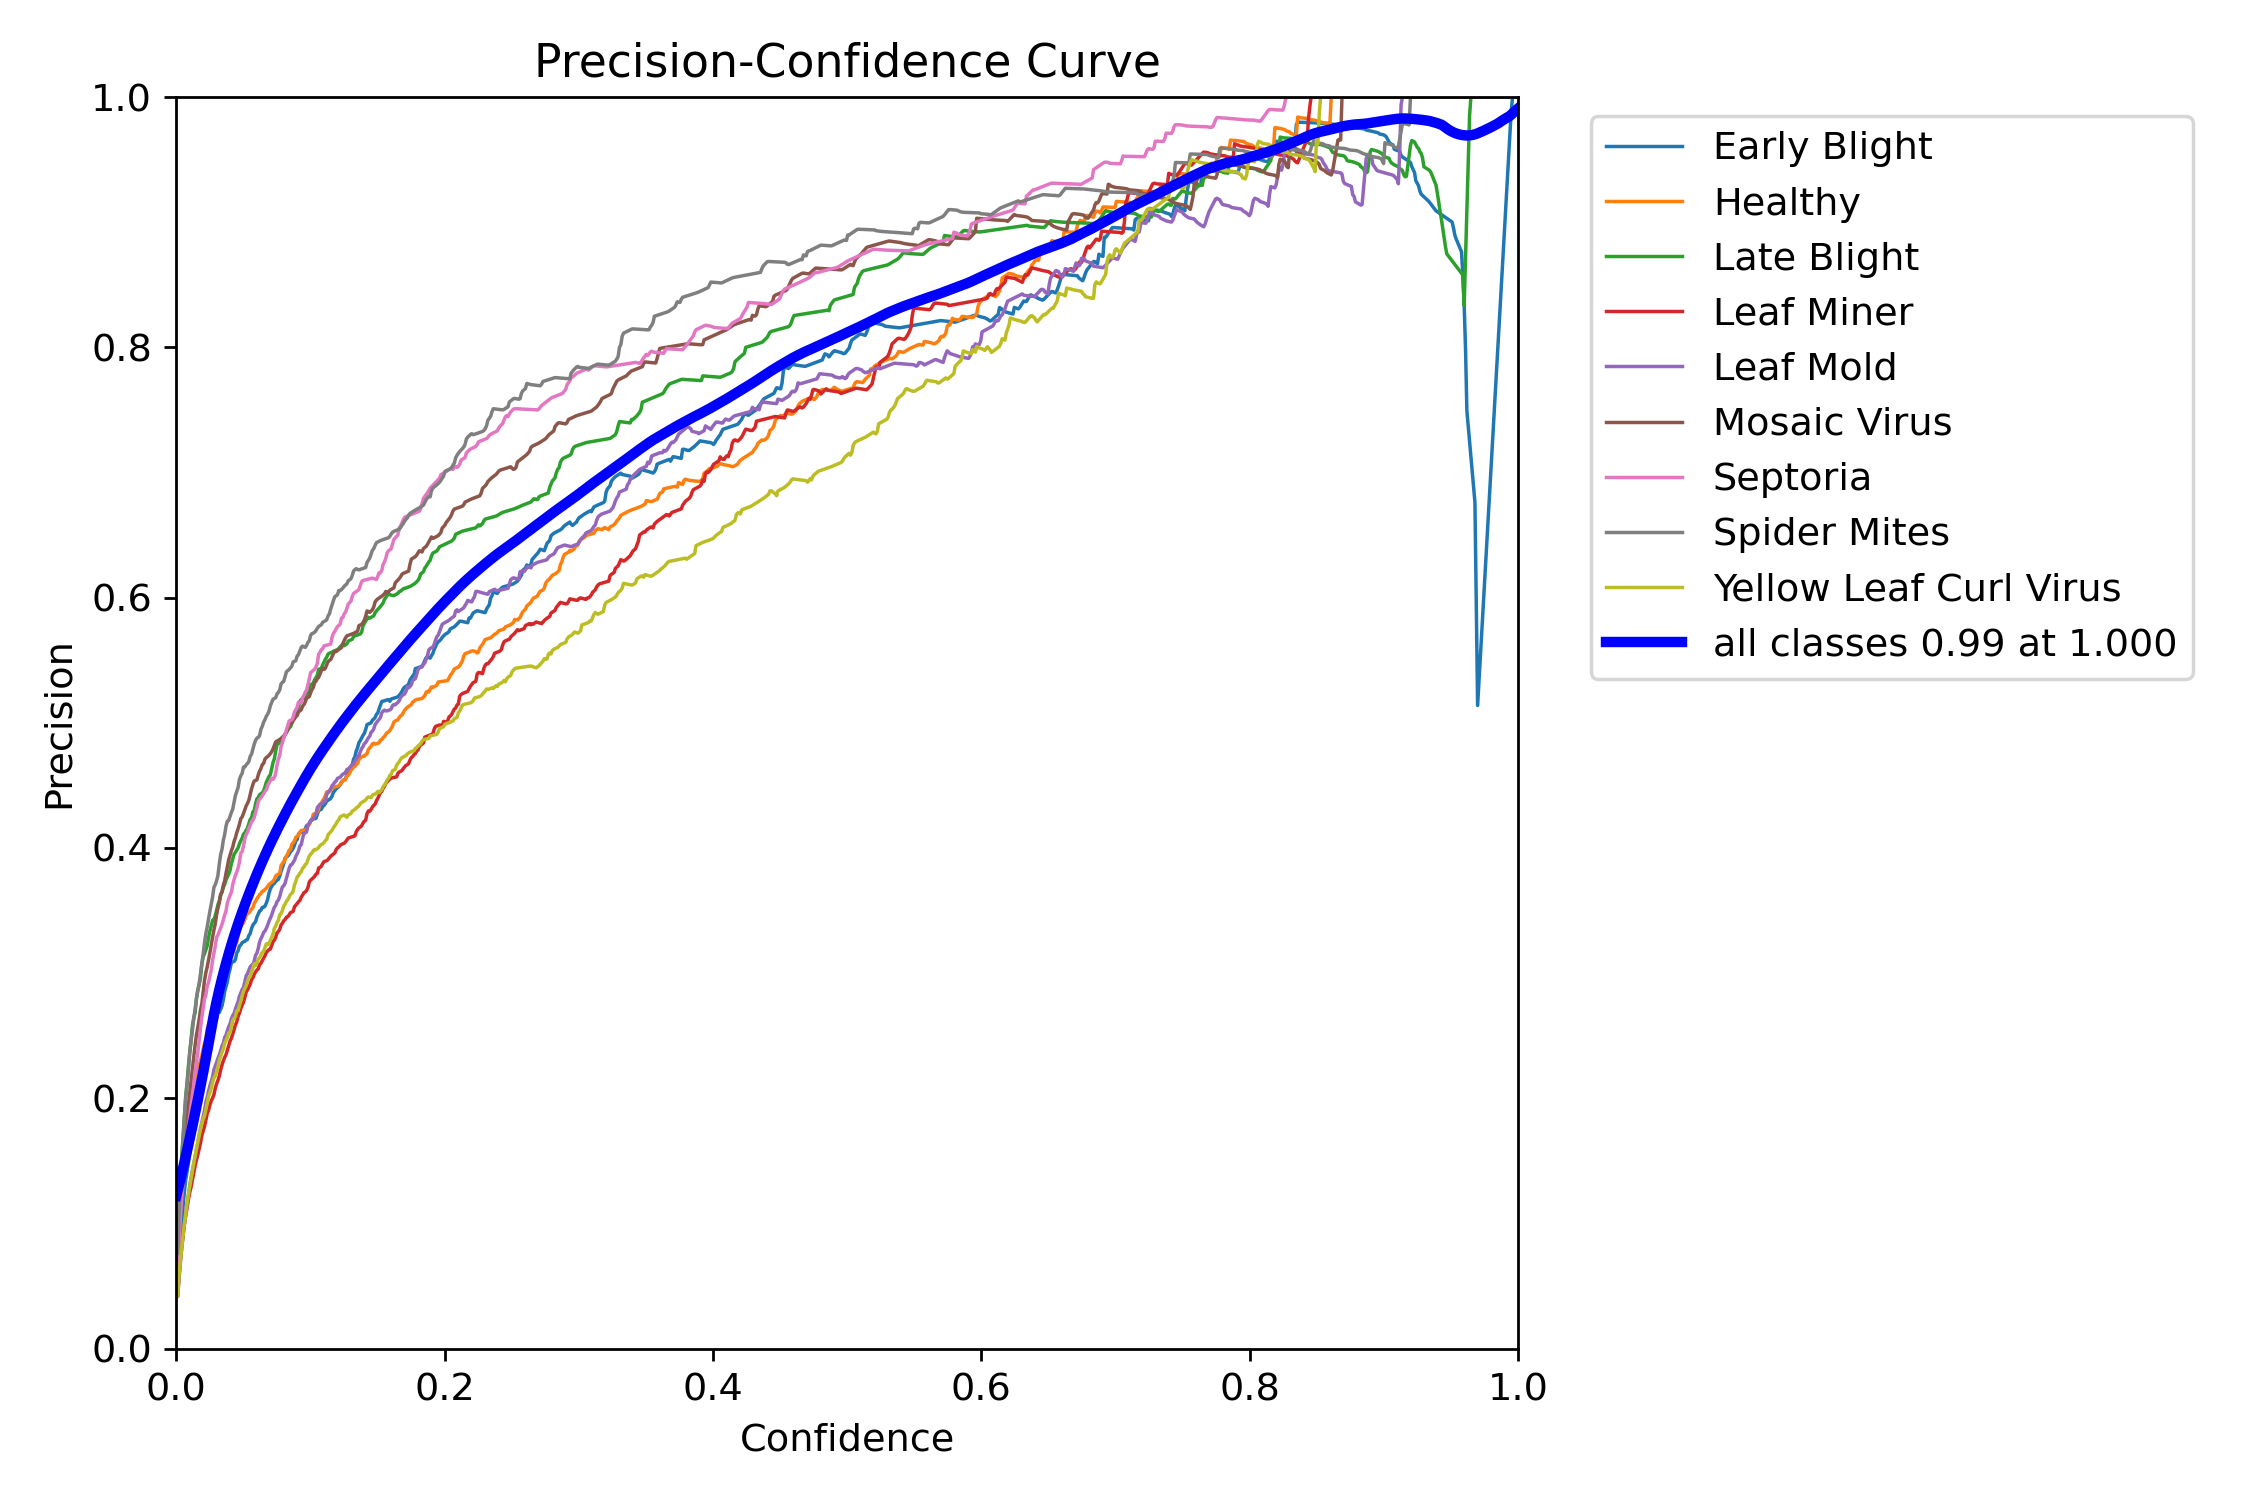 Precision-Confidence Curve
1.0
0.8
0.6
0.4
0.2
0.0
Precision
0.0 0.2 0.4 0.6 0.8 1.0
Confidence
Early Blight
Healthy
Late Blight
Leaf Miner
Leaf Mold
Mosaic Virus
Septoria
Spider Mites
Yellow Leaf Curl Virus
all classes 0.99 at 1.000